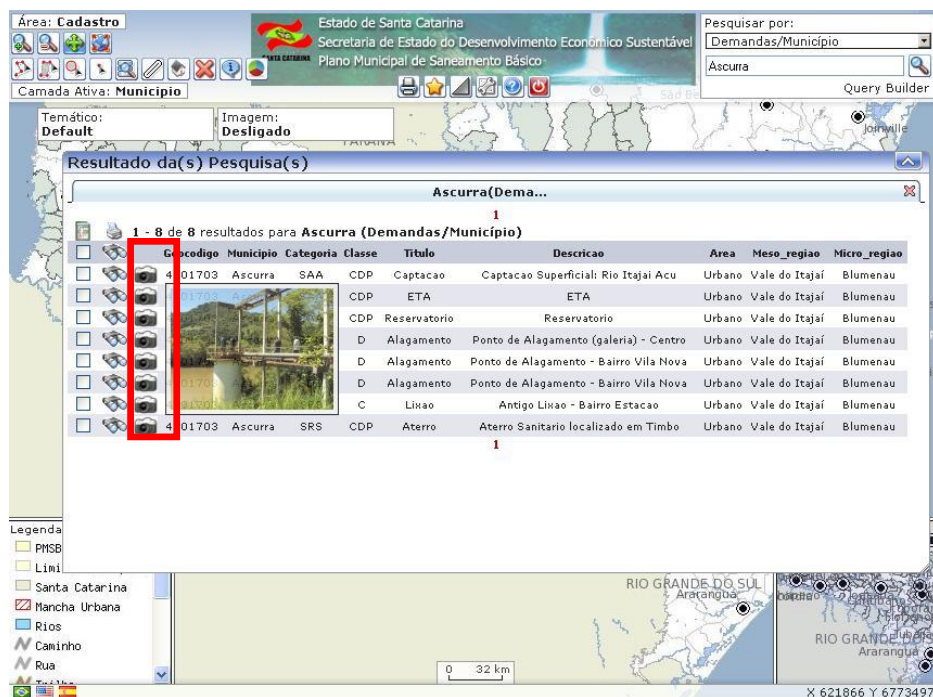 Área: Cadastro
Camada Ativa: Municipio
Estado de Santa Catarina
Secretaria de Estado do Desenvolvimento Econômico Sustentável
Plano Municipal de Saneamento Básico
SANTA CATARINA
Pesquisar por:
Demandas/Município
Ascurra
Query Builder
Temático:
Default
Imagem:
Desligado
PARANÁ
Joinville
Resultado da(s) Pesquisa(s)
Ascurra(Dema...
1
1 - 8 de 8 resultados para Ascurra (Demandas/Município)
Geocodigo Municipio Categoria Classe Titulo Descricao Area Meso_regiao Micro_regiao
4201703 Ascurra SAA CDP Captacao Captacao Superficial: Rio Itajai Acu Urbano Vale do Itajaí Blumenau
CDP ETA ETA Urbano Vale do Itajaí Blumenau
CDP Reservatorio Reservatorio Urbano Vale do Itajaí Blumenau
D Alagamento Ponto de Alagamento (galeria) - Centro Urbano Vale do Itajaí Blumenau
D Alagamento Ponto de Alagamento - Bairro Vila Nova Urbano Vale do Itajaí Blumenau
D Alagamento Ponto de Alagamento - Bairro Vila Nova Urbano Vale do Itajaí Blumenau
C Lixao Antigo Lixao - Bairro Estacao Urbano Vale do Itajaí Blumenau
4201703 Ascurra SRS CDP Aterro Aterro Sanitario localizado em Timbo Urbano Vale do Itajaí Blumenau
1
Legenda
PMSB
Limi
Santa Catarina
Mancha Urbana
Rios
Caminho
Rua
RIO GRANDE DO SUL
Araranguá
RIO GRANDE DO SUL
Araranguá
0 32 km
X 621866 Y 6773497